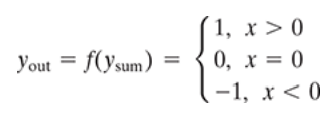 y_out = f(y_sum) = { 1, x > 0
0, x = 0
−1, x < 0